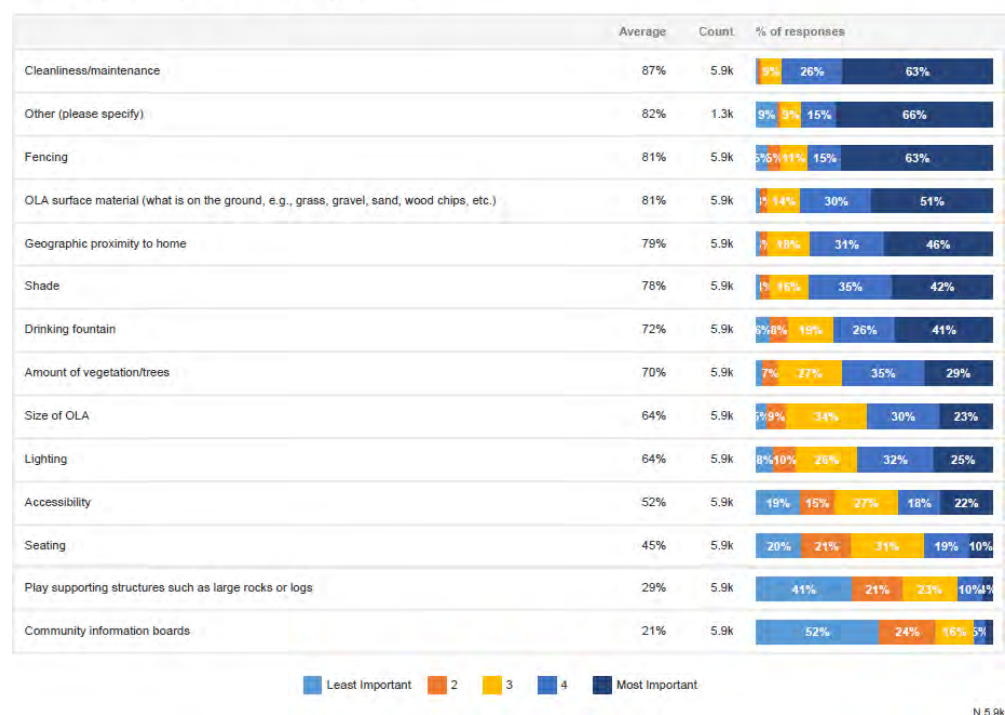 Average Count % of responses
Cleanliness/maintenance 87% 5.9k 9% 26% 63%
Other (please specify) 82% 1.3k 9% 9% 15% 66%
Fencing 81% 5.9k 5% 5% 11% 15% 63%
OLA surface material (what is on the ground, e.g., grass, gravel, sand, wood chips, etc.) 81% 5.9k 14% 30% 51%
Geographic proximity to home 79% 5.9k 18% 31% 46%
Shade 78% 5.9k 16% 35% 42%
Drinking fountain 72% 5.9k 6% 8% 19% 26% 41%
Amount of vegetation/trees 70% 5.9k 7% 27% 35% 29%
Size of OLA 64% 5.9k 5% 9% 34% 30% 23%
Lighting 64% 5.9k 8% 10% 26% 32% 25%
Accessibility 52% 5.9k 19% 15% 27% 18% 22%
Seating 45% 5.9k 20% 21% 31% 19% 10%
Play supporting structures such as large rocks or logs 29% 5.9k 41% 21% 23% 10% 4%
Community information boards 21% 5.9k 52% 24% 16% 5%
Least Important 2 3 4 Most Important
N 5.9k